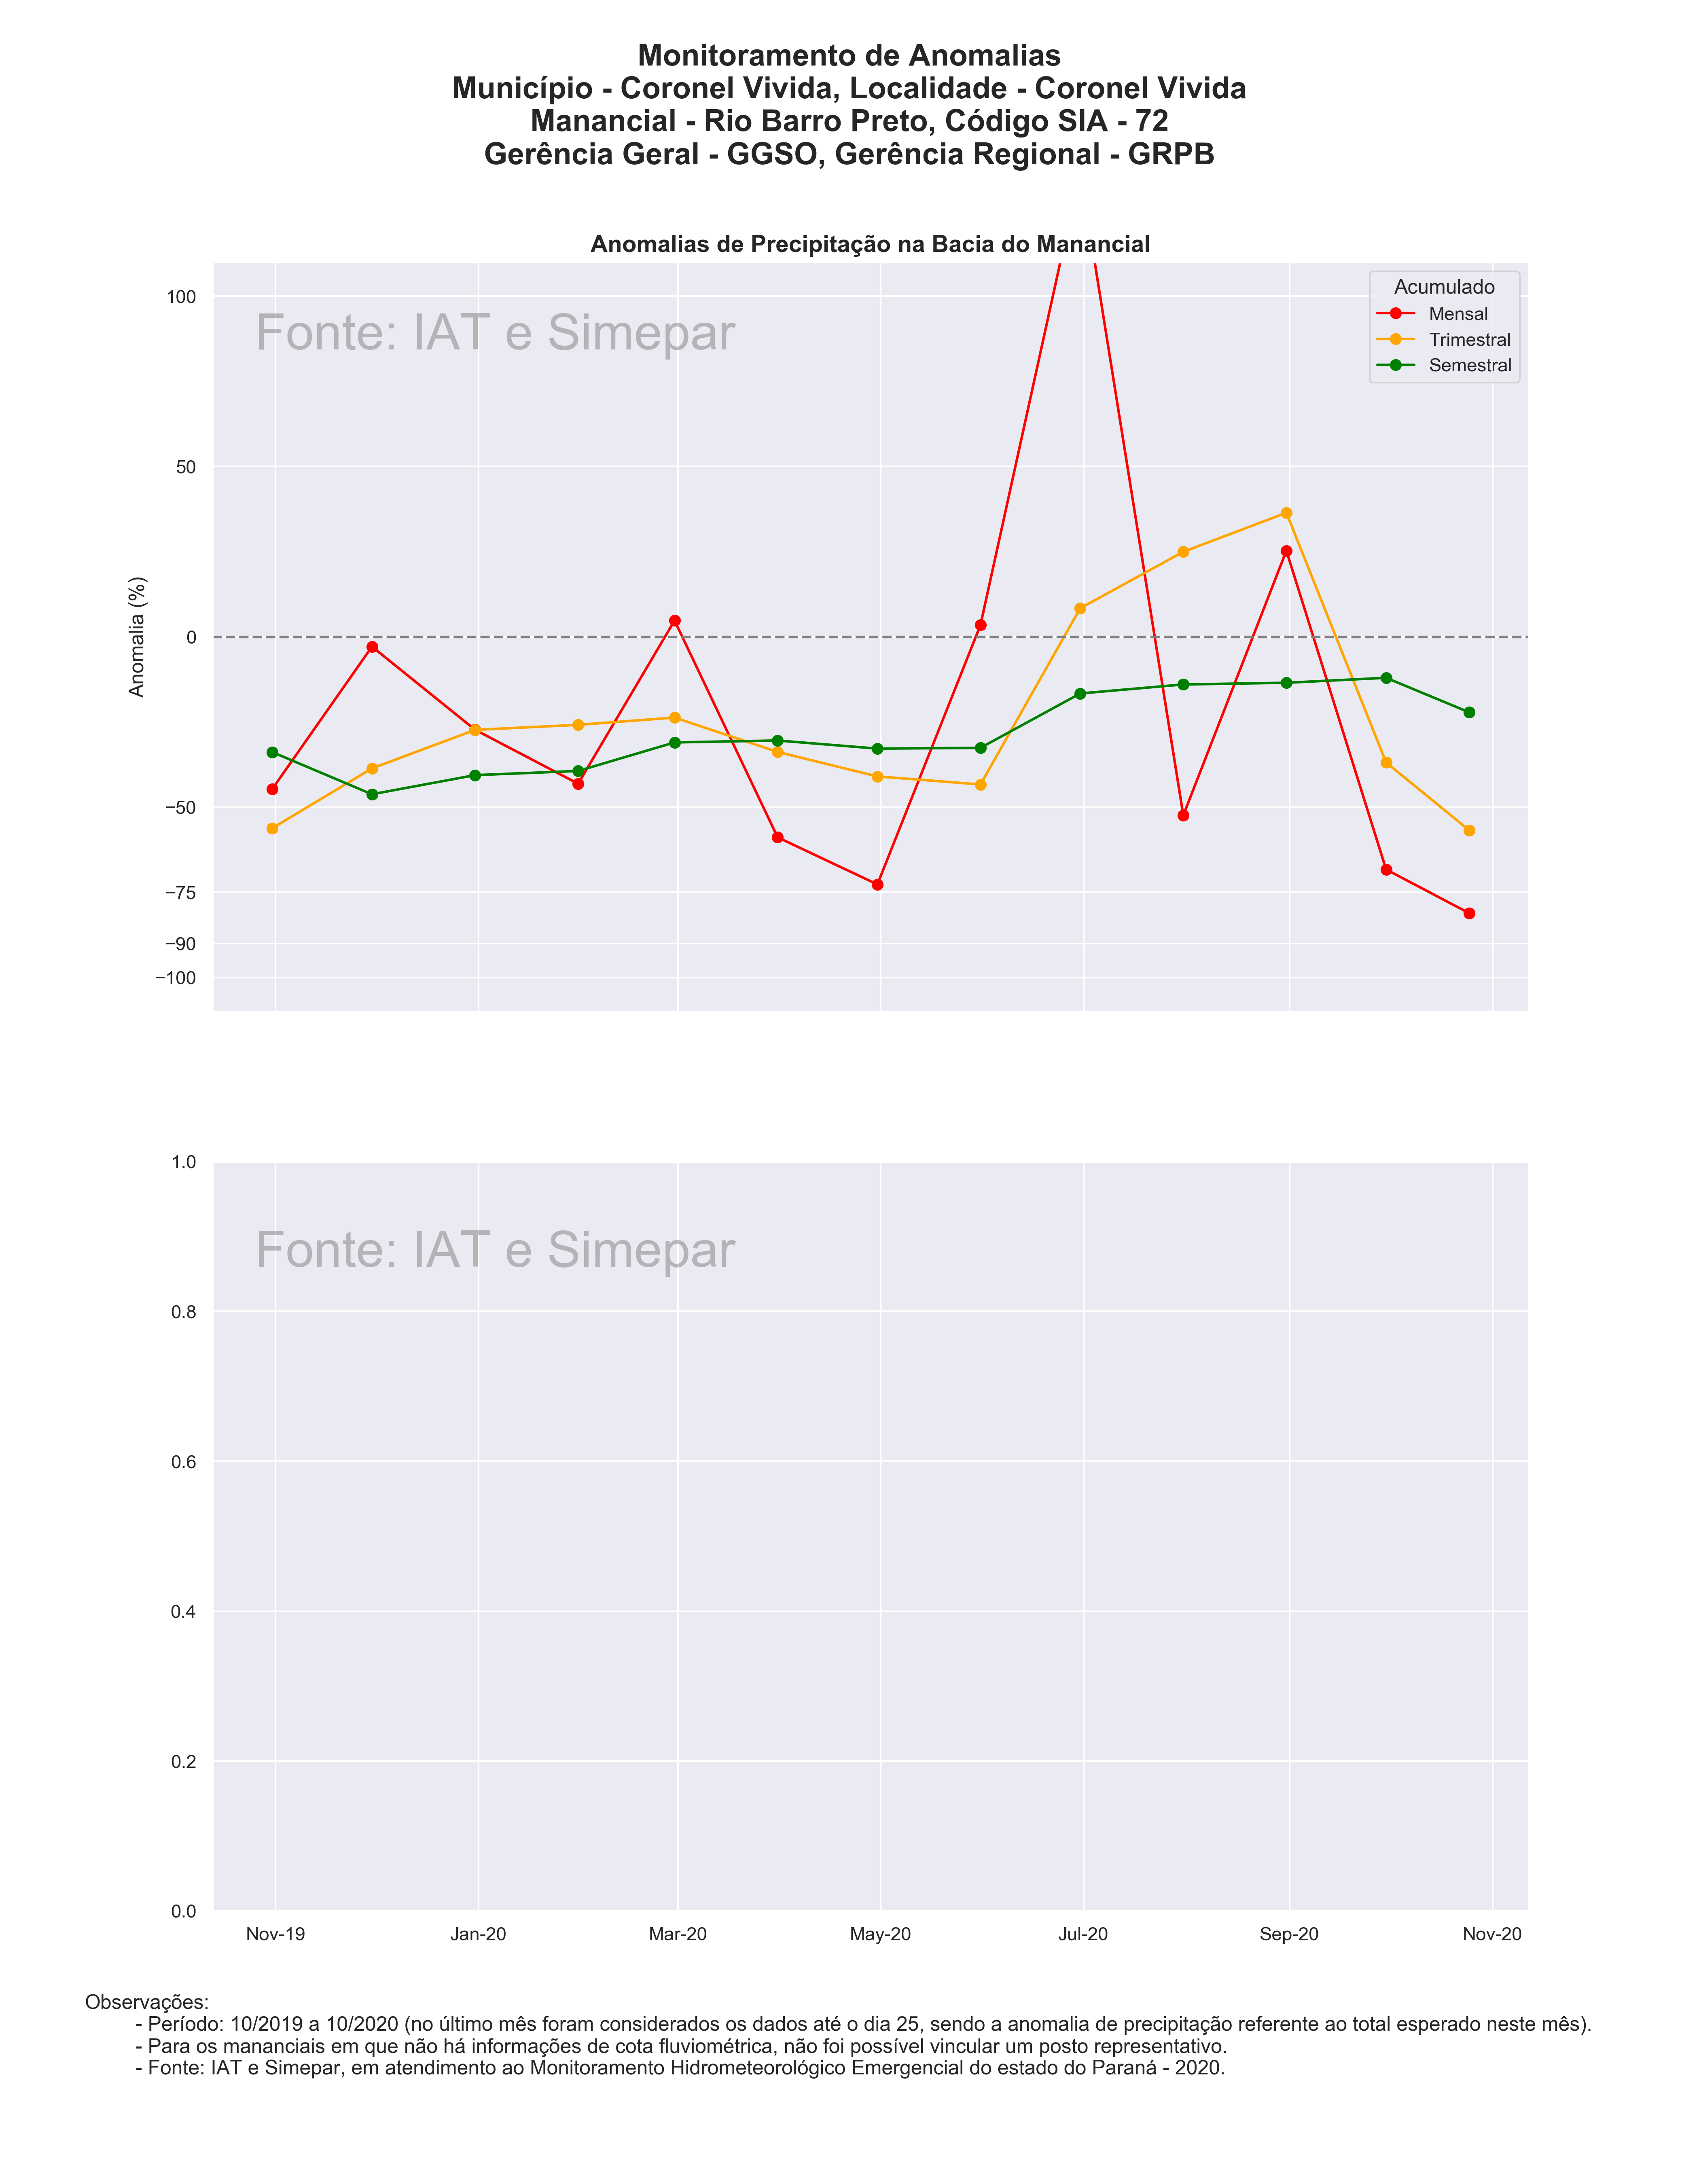 Monitoramento de Anomalias
Município - Coronel Vivida, Localidade - Coronel Vivida
Manancial - Rio Barro Preto, Código SIA - 72
Gerência Geral - GGSO, Gerência Regional - GRPB
Anomalias de Precipitação na Bacia do Manancial
Fonte: IAT e Simepar
Acumulado
Mensal
Trimestral
Semestral
Anomalia (%)
100
50
0
−50
−75
−90
−100
Fonte: IAT e Simepar
1.0
0.8
0.6
0.4
0.2
0.0
Nov-19 Jan-20 Mar-20 May-20 Jul-20 Sep-20 Nov-20
Observações:
- Período: 10/2019 a 10/2020 (no último mês foram considerados os dados até o dia 25, sendo a anomalia de precipitação referente ao total esperado neste mês).
- Para os mananciais em que não há informações de cota fluviométrica, não foi possível vincular um posto representativo.
- Fonte: IAT e Simepar, em atendimento ao Monitoramento Hidrometeorológico Emergencial do estado do Paraná - 2020.